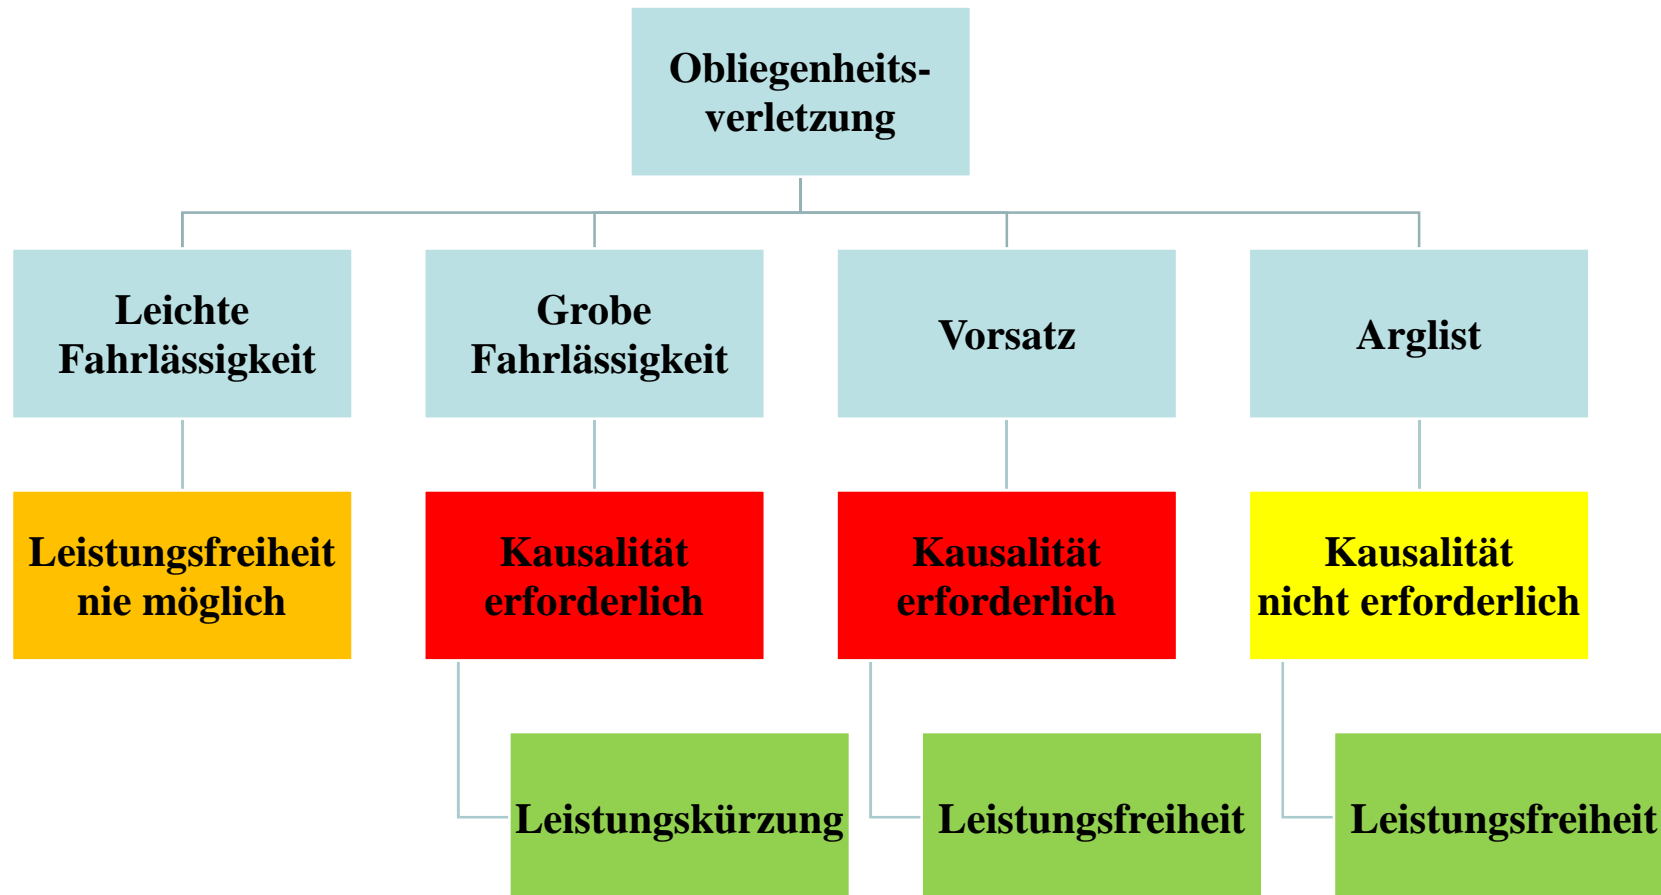 Obliegenheits-
verletzung
Leichte
Fahrlässigkeit
Grobe
Fahrlässigkeit
Vorsatz
Arglist
Leistungsfreiheit
nie möglich
Kausalität
erforderlich
Kausalität
erforderlich
Kausalität
nicht erforderlich
Leistungskürzung
Leistungsfreiheit
Leistungsfreiheit